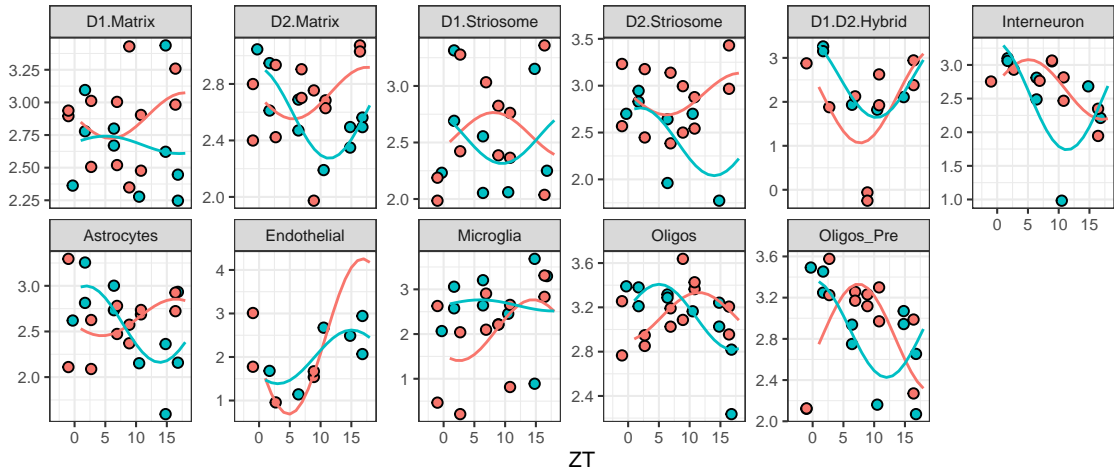 D1.Matrix
D2.Matrix
D1.Striosome
D2.Striosome
D1.D2.Hybrid
Interneuron
3.25
3.00
2.75
2.50
2.25
2.8
2.4
2.0
3.5
3.0
2.5
2.0
3.5
3.0
2.5
2.0
3
2
1
0
3.0
2.5
2.0
1.5
1.0
0 5 10 15
Astrocytes
Endothelial
Microglia
Oligos
Oligos_Pre
3.0
2.5
2.0
4
3
2
1
3
2
1
3.6
3.2
2.8
2.4
3.6
3.2
2.8
2.4
2.0
0 5 10 15
0 5 10 15
0 5 10 15
0 5 10 15
0 5 10 15
ZT